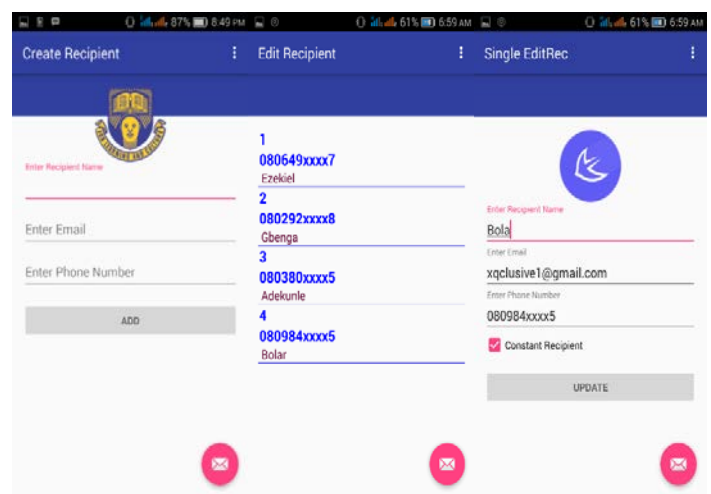 87% 8:49 PM
Create Recipient
Enter Recipient Name
Enter Email
Enter Phone Number
ADD
61% 6:59 AM
Edit Recipient
1
080649xxxx7
Ezekiel
2
080292xxxx8
Gbenga
3
080380xxxx5
Adekunle
4
080984xxxx5
Bolar
61% 6:59 AM
Single EditRec
Enter Recipient Name
Bola
Enter Email
xqclusive1@gmail.com
Enter Phone Number
080984xxxx5
Constant Recipient
UPDATE